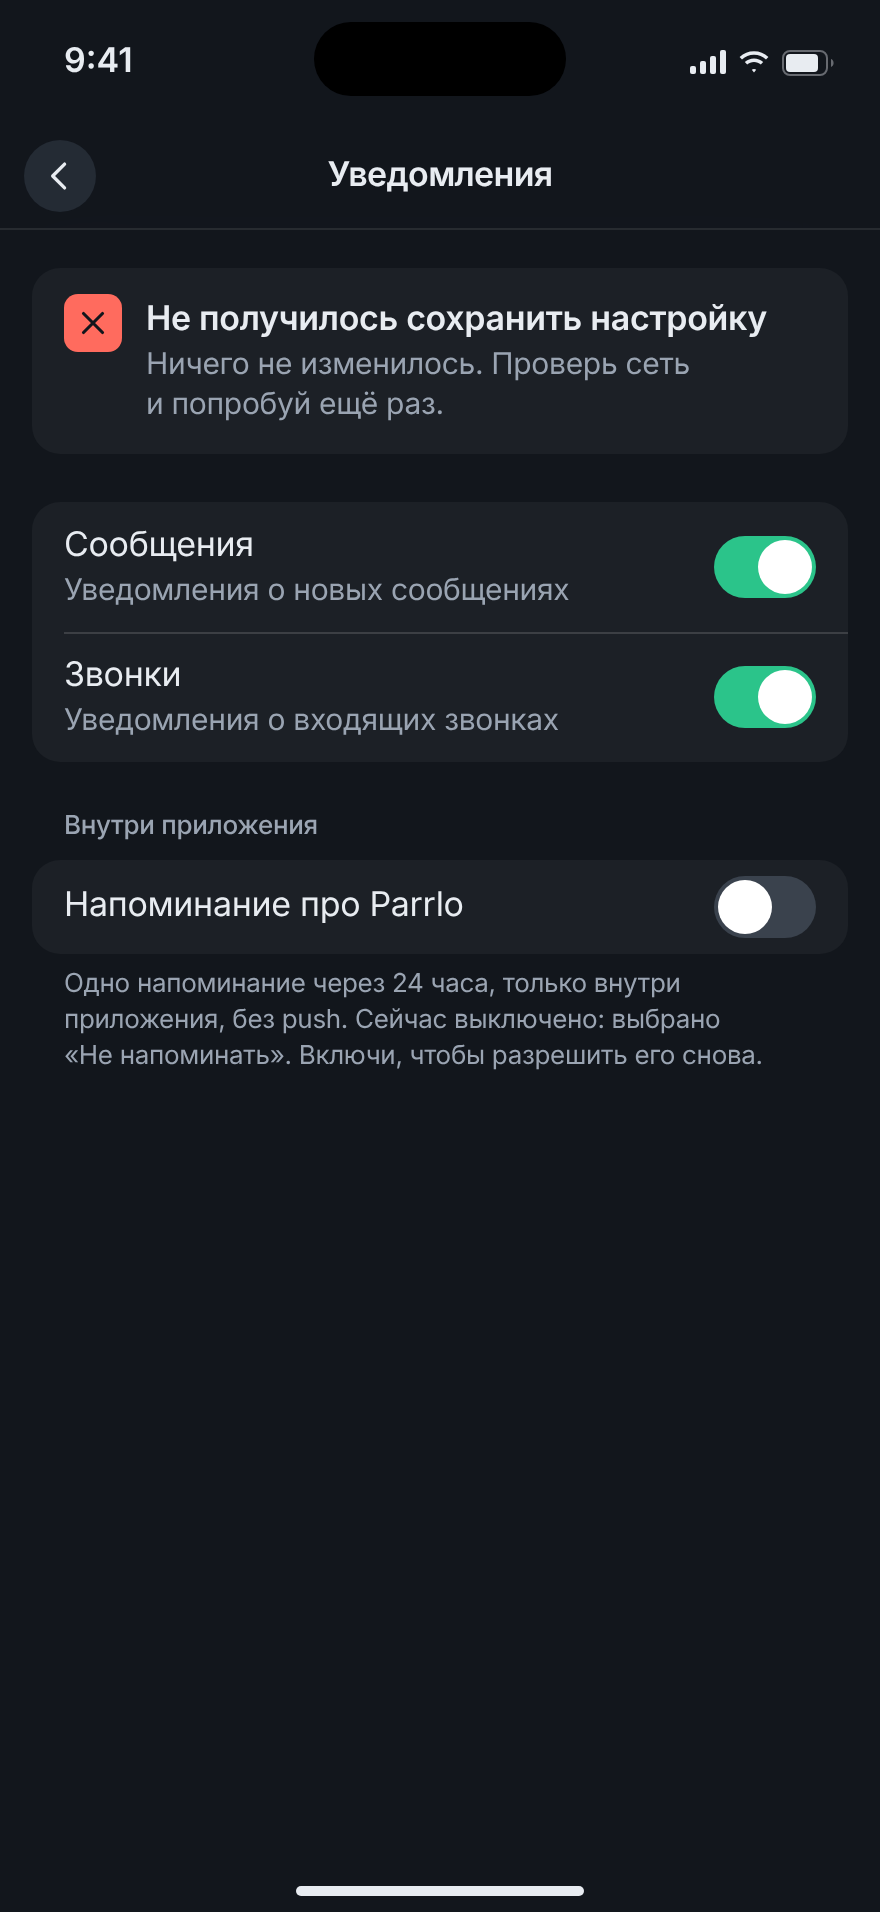 9:41
Уведомления
Не получилось сохранить настройку
Ничего не изменилось. Проверь сеть
и попробуй ещё раз.
Сообщения
Уведомления о новых сообщениях
Звонки
Уведомления о входящих звонках
Внутри приложения
Напоминание про Parrlo
Одно напоминание через 24 часа, только внутри
приложения, без push. Сейчас выключено: выбрано
«Не напоминать». Включи, чтобы разрешить его снова.